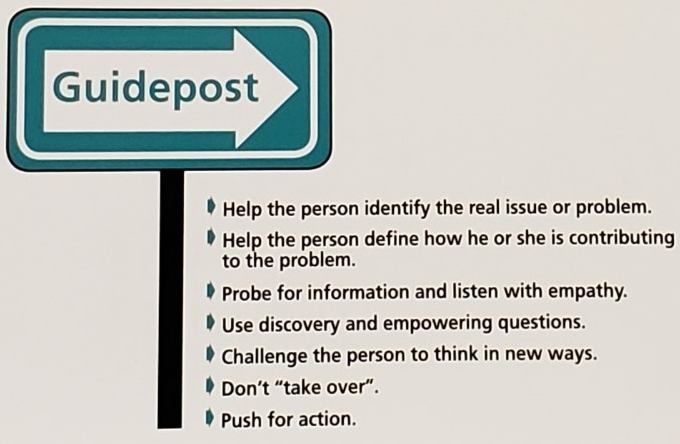 Guidepost
Help the person identify the real issue or problem.
Help the person define how he or she is contributing
to the problem.
Probe for information and listen with empathy.
Use discovery and empowering questions.
Challenge the person to think in new ways.
Don’t “take over”.
Push for action.